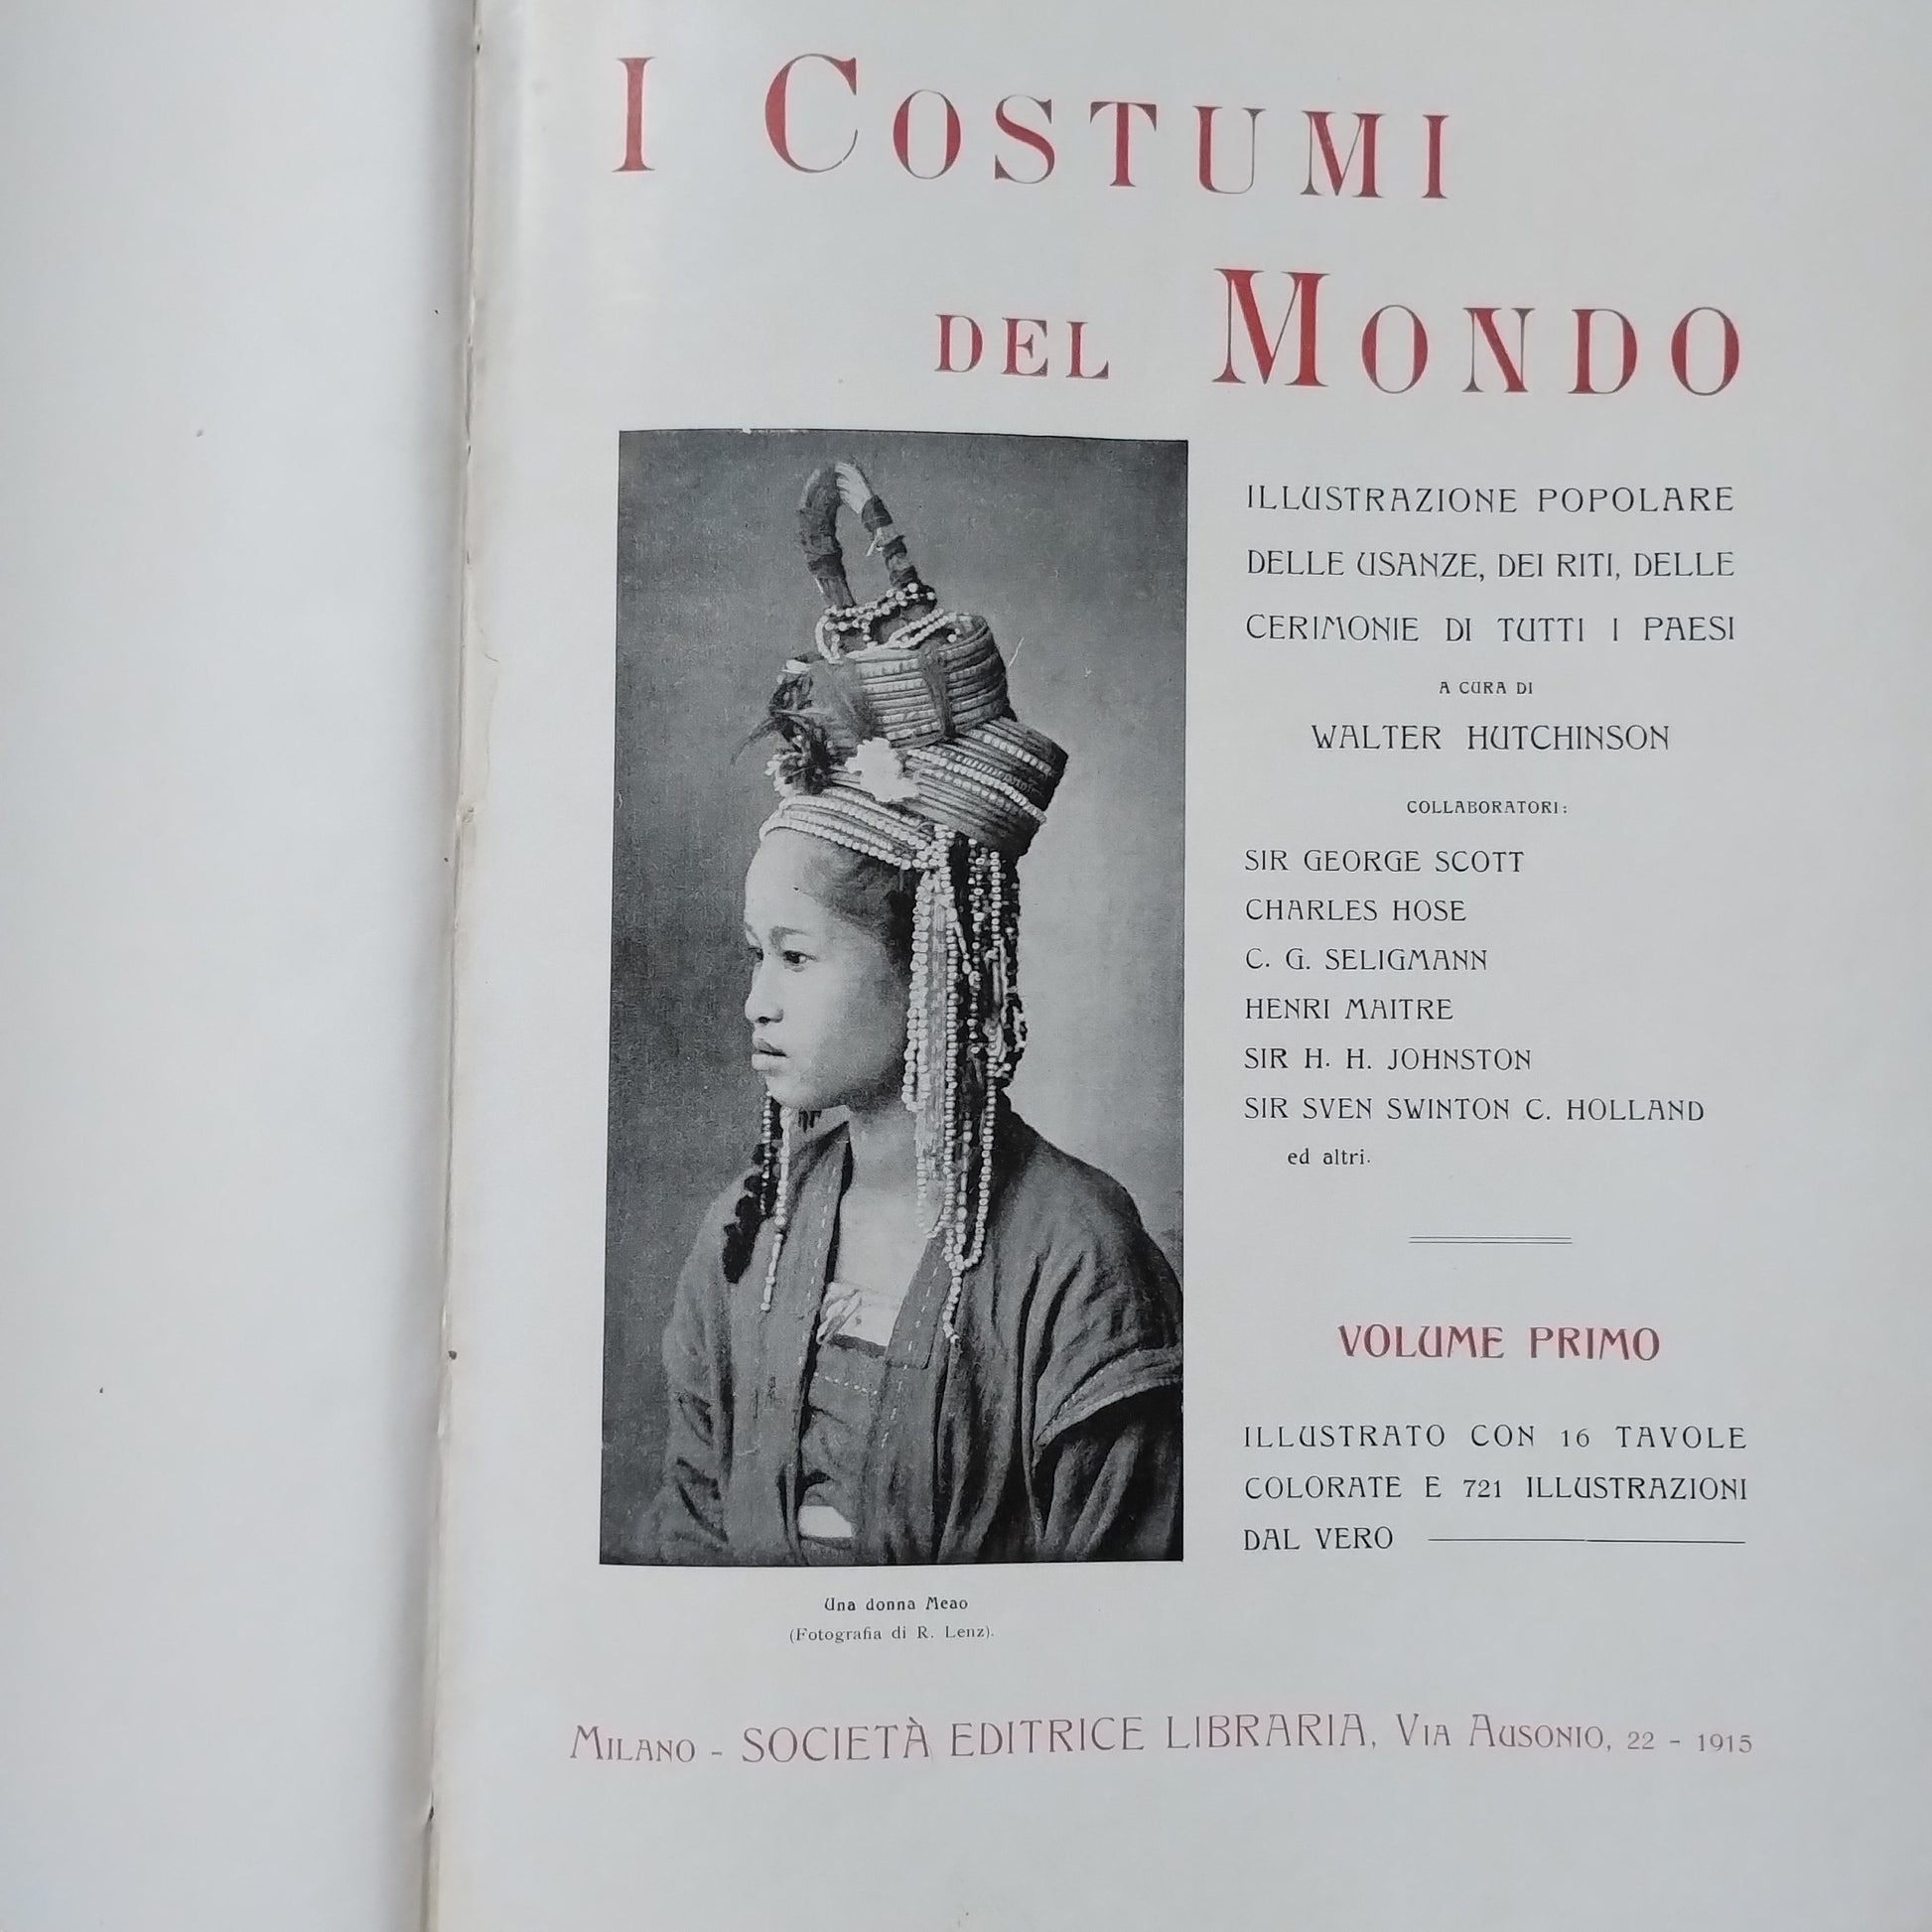 I COSTUMI
DEL MONDO
ILLUSTRAZIONE POPOLARE
DELLE USANZE, DEI RITI, DELLE
CERIMONIE DI TUTTI I PAESI
A CURA DI
WALTER HUTCHINSON
COLLABORATORI:
SIR GEORGE SCOTT
CHARLES HOSE
C. G. SELIGMANN
HENRI MAITRE
SIR H. H. JOHNSTON
SIR SVEN SWINTON C. HOLLAND
ed altri.
VOLUME PRIMO
ILLUSTRATO CON 16 TAVOLE
COLORATE E 721 ILLUSTRAZIONI
DAL VERO
Una donna Meao
(Fotografia di R. Lenz).
MILANO - SOCIETÀ EDITRICE LIBRARIA, VIA AUSONIO, 22 - 1915